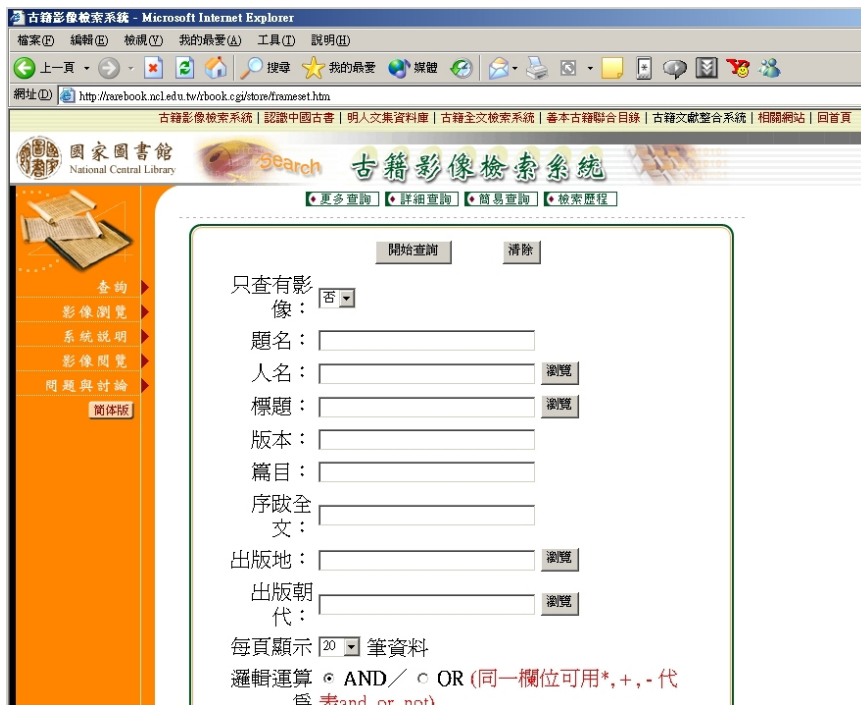 古籍影像檢索系統 - Microsoft Internet Explorer
檔案(F) 編輯(E) 檢視(V) 我的最愛(A) 工具(T) 說明(H)
上一頁 搜尋 我的最愛 媒體
網址(D) http://rarebook.ncl.edu.tw/rbook.cgi/store/frameset.htm
古籍影像檢索系統 | 認識中國古書 | 明人文集資料庫 | 古籍全文檢索系統 | 善本古籍聯合目錄 | 古籍文獻整合系統 | 相關網站 | 回首頁
國家圖書館
National Central Library
Search 古籍影像檢索系統
更多查詢 詳細查詢 簡易查詢 檢索歷程
開始查詢 清除
查詢
影像瀏覽
系統說明
影像閱覽
問題與討論
简体版
只查有影
像： 否
題名：
人名： 瀏覽
標題： 瀏覽
版本：
篇目：
序跋全
文：
出版地： 瀏覽
出版朝
代： 瀏覽
每頁顯示 20 筆資料
邏輯運算 AND／ OR (同一欄位可用*,+,- 代
為 表and, or, not)